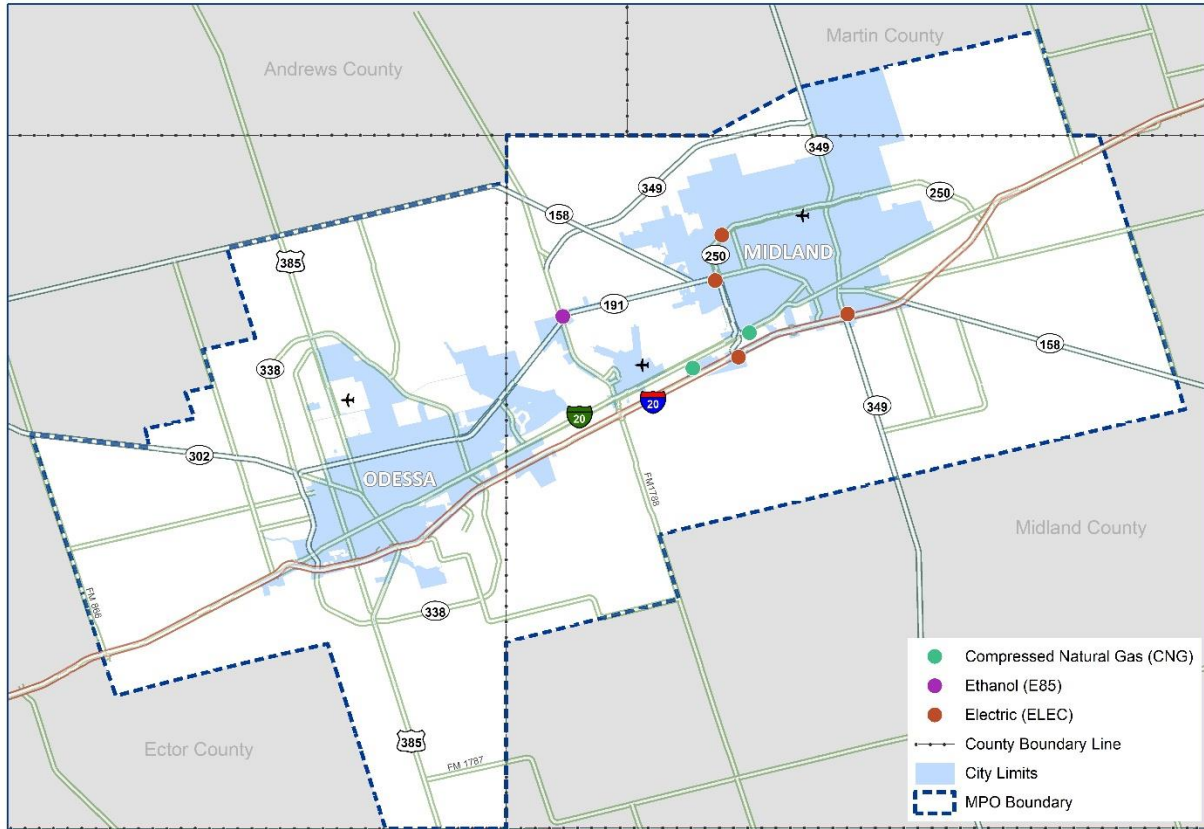 Martin County
Andrews County
349
250
349
158
385
250
MIDLAND
191
338
158
20
20
349
302
ODESSA
FM1788
Midland County
FM 866
338
Compressed Natural Gas (CNG)
Ethanol (E85)
Electric (ELEC)
County Boundary Line
City Limits
MPO Boundary
385
Ector County
FM 1787